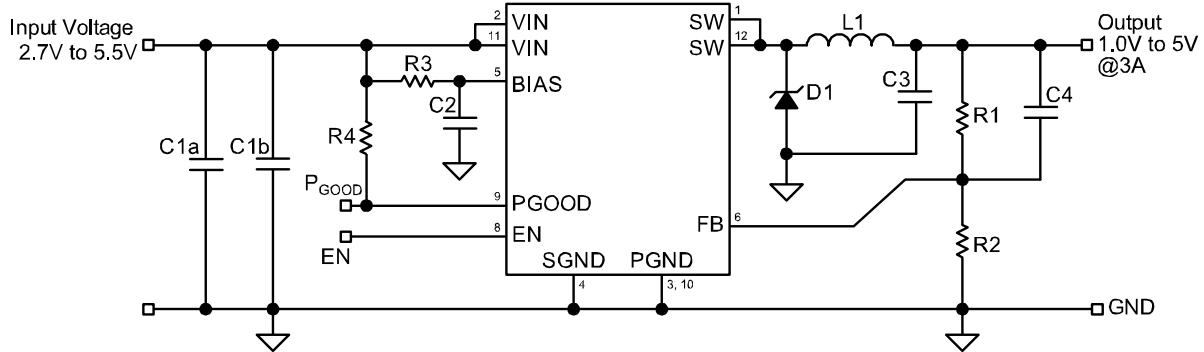 Input Voltage
2.7V to 5.5V
2
VIN
11
VIN
5
BIAS
R3
C2
R4
C1a
C1b
PGOOD
9
PGOOD
8
EN
EN
SGND
4
PGND
3, 10
1
SW
12
SW
L1
D1
C3
R1
C4
6
FB
R2
Output
1.0V to 5V
@3A
GND